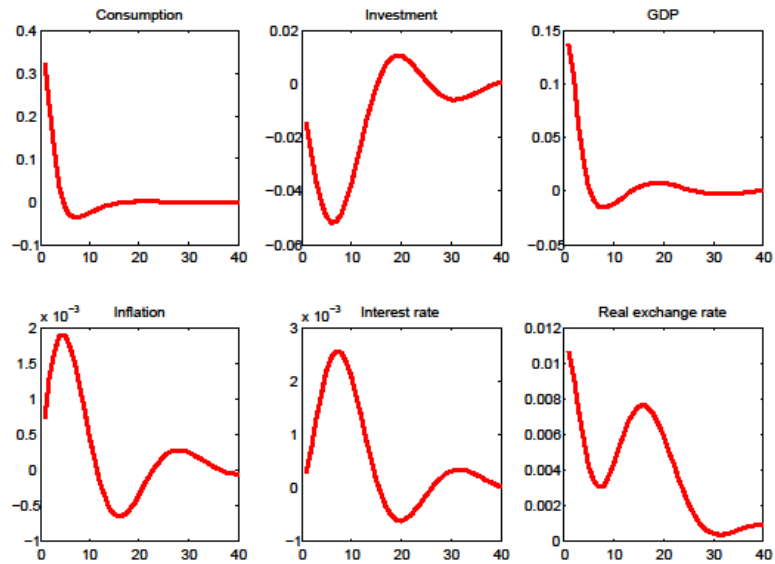 Consumption
0.4
0.3
0.2
0.1
0
−0.1
0 10 20 30 40
Investment
0.02
0
−0.02
−0.04
−0.06
0 10 20 30 40
GDP
0.15
0.1
0.05
0
−0.05
0 10 20 30 40
Inflation
x 10⁻³
2
1.5
1
0.5
0
−0.5
−1
0 10 20 30 40
Interest rate
x 10⁻³
3
2
1
0
−1
0 10 20 30 40
Real exchange rate
0.012
0.01
0.008
0.006
0.004
0.002
0
0 10 20 30 40